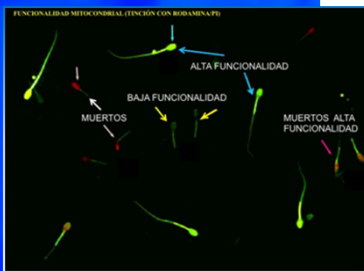 FUNCIONALIDAD MITOCONDRIAL (TINCIÓN CON RODAMINA/PI)
ALTA FUNCIONALIDAD
BAJA FUNCIONALIDAD
MUERTOS
MUERTOS ALTA
FUNCIONALIDAD